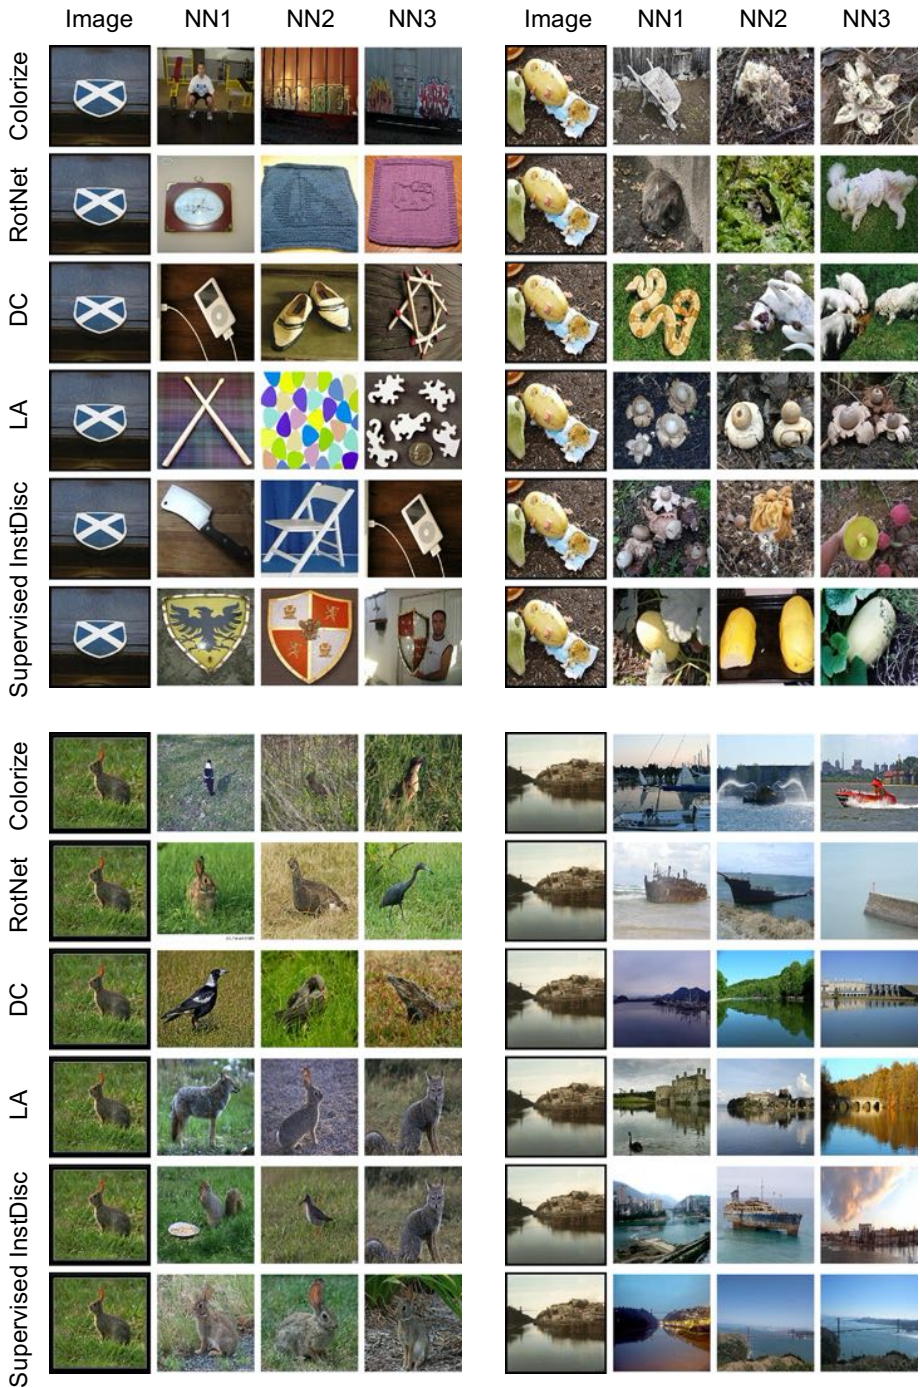 Image NN1 NN2 NN3 Image NN1 NN2 NN3
Colorize
RotNet
DC
LA
InstDisc
Supervised
Colorize
RotNet
DC
LA
InstDisc
Supervised